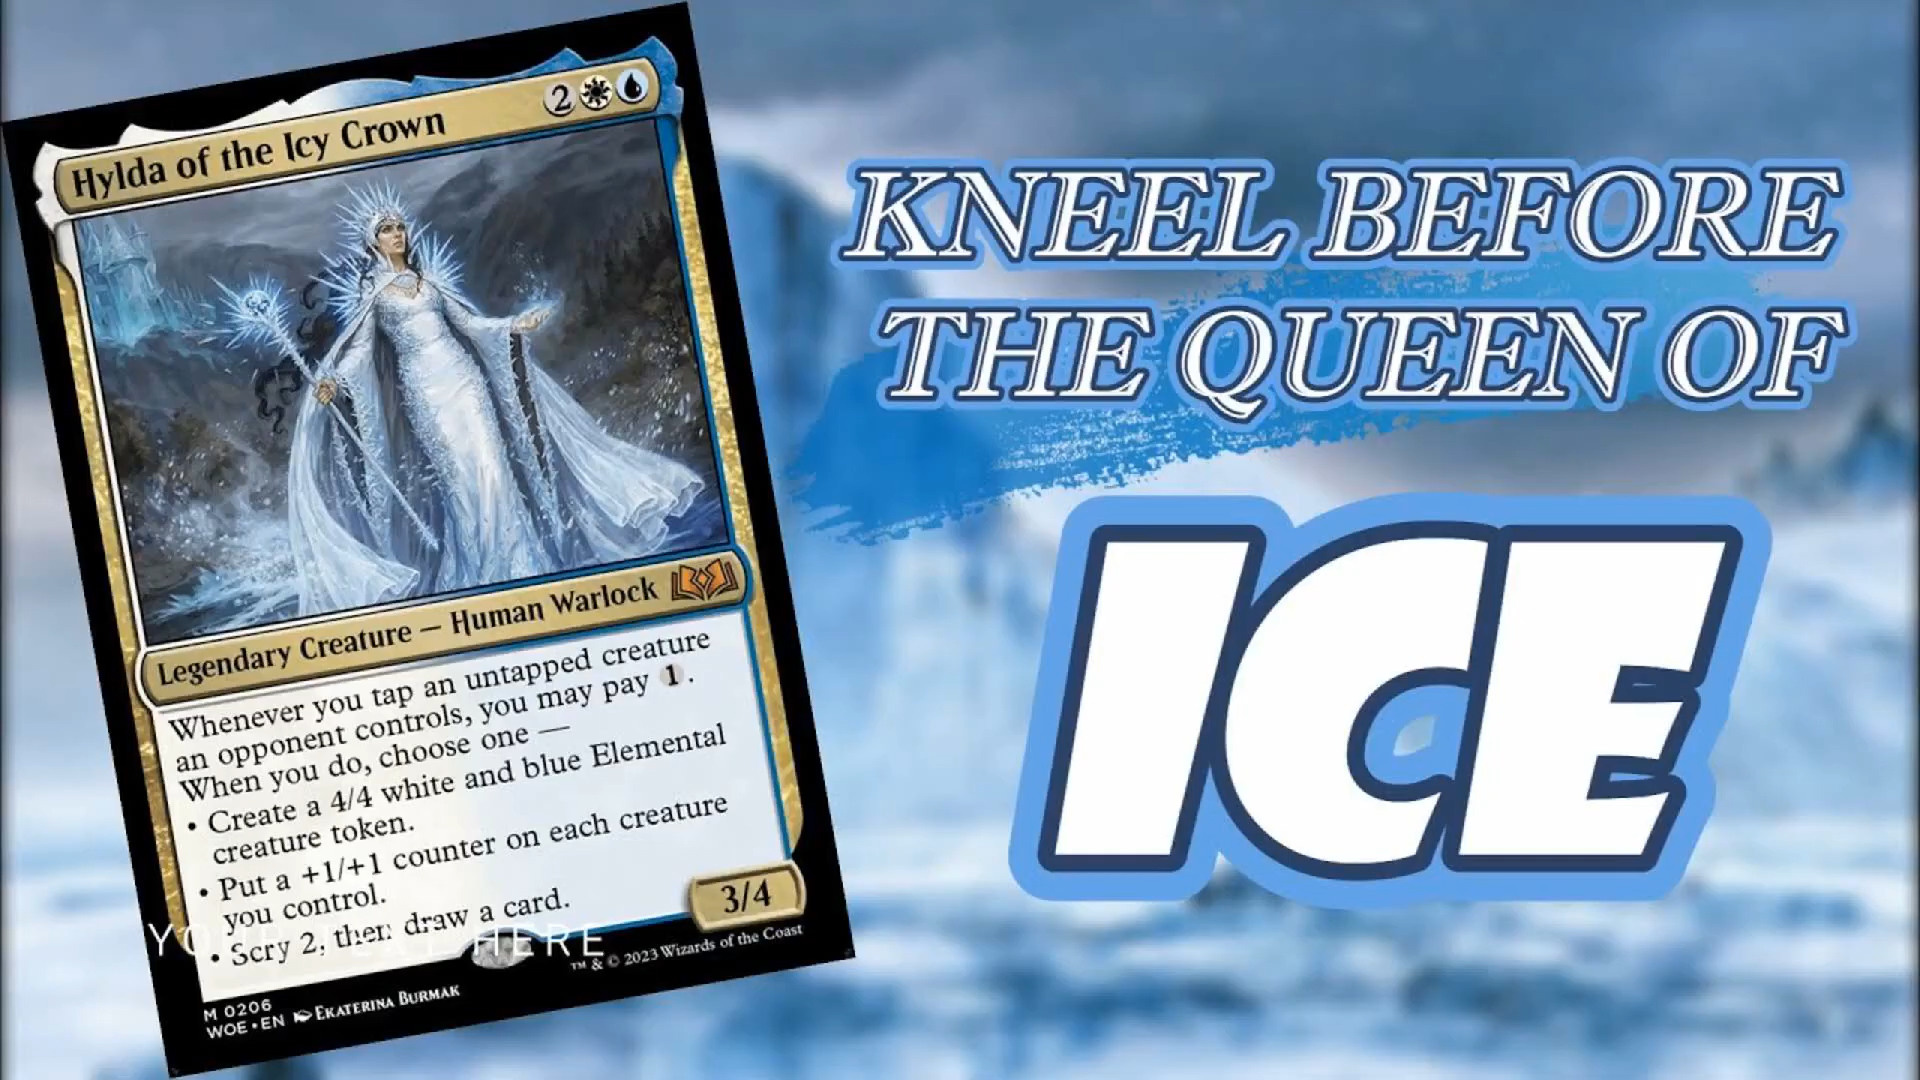 Hylda of the Icy Crown 2
Legendary Creature — Human Warlock
Whenever you tap an untapped creature
an opponent controls, you may pay 1.
When you do, choose one —
• Create a 4/4 white and blue Elemental
creature token.
• Put a +1/+1 counter on each creature
you control.
• Scry 2, then draw a card.
3/4
YOUR TEXT HERE
M 0206
WOE • EN EKATERINA BURMAK
™ & © 2023 Wizards of the Coast
KNEEL BEFORE
THE QUEEN OF
ICE